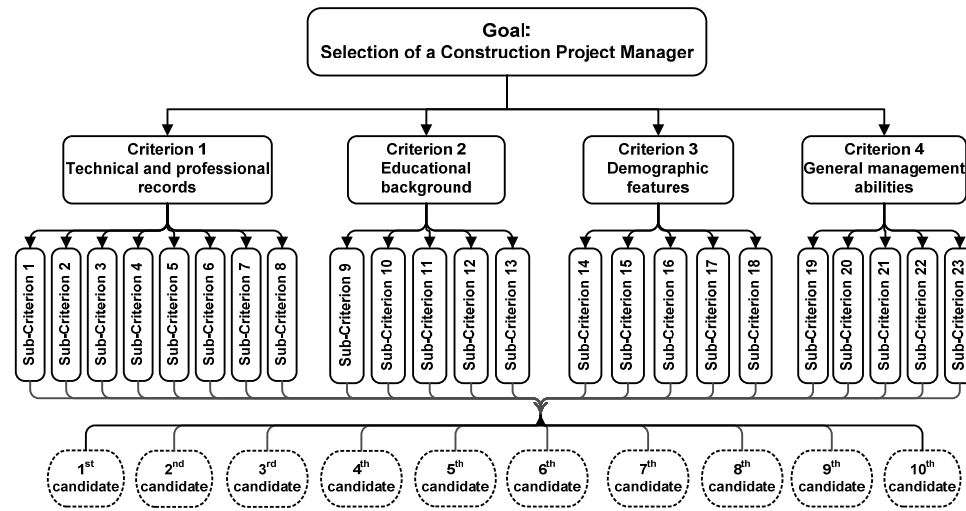 Goal:
Selection of a Construction Project Manager
Criterion 1
Technical and professional
records
Criterion 2
Educational
background
Criterion 3
Demographic
features
Criterion 4
General management
abilities
Sub-Criterion 1
Sub-Criterion 2
Sub-Criterion 3
Sub-Criterion 4
Sub-Criterion 5
Sub-Criterion 6
Sub-Criterion 7
Sub-Criterion 8
Sub-Criterion 9
Sub-Criterion 10
Sub-Criterion 11
Sub-Criterion 12
Sub-Criterion 13
Sub-Criterion 14
Sub-Criterion 15
Sub-Criterion 16
Sub-Criterion 17
Sub-Criterion 18
Sub-Criterion 19
Sub-Criterion 20
Sub-Criterion 21
Sub-Criterion 22
Sub-Criterion 23
1st
candidate
2nd
candidate
3rd
candidate
4th
candidate
5th
candidate
6th
candidate
7th
candidate
8th
candidate
9th
candidate
10th
candidate